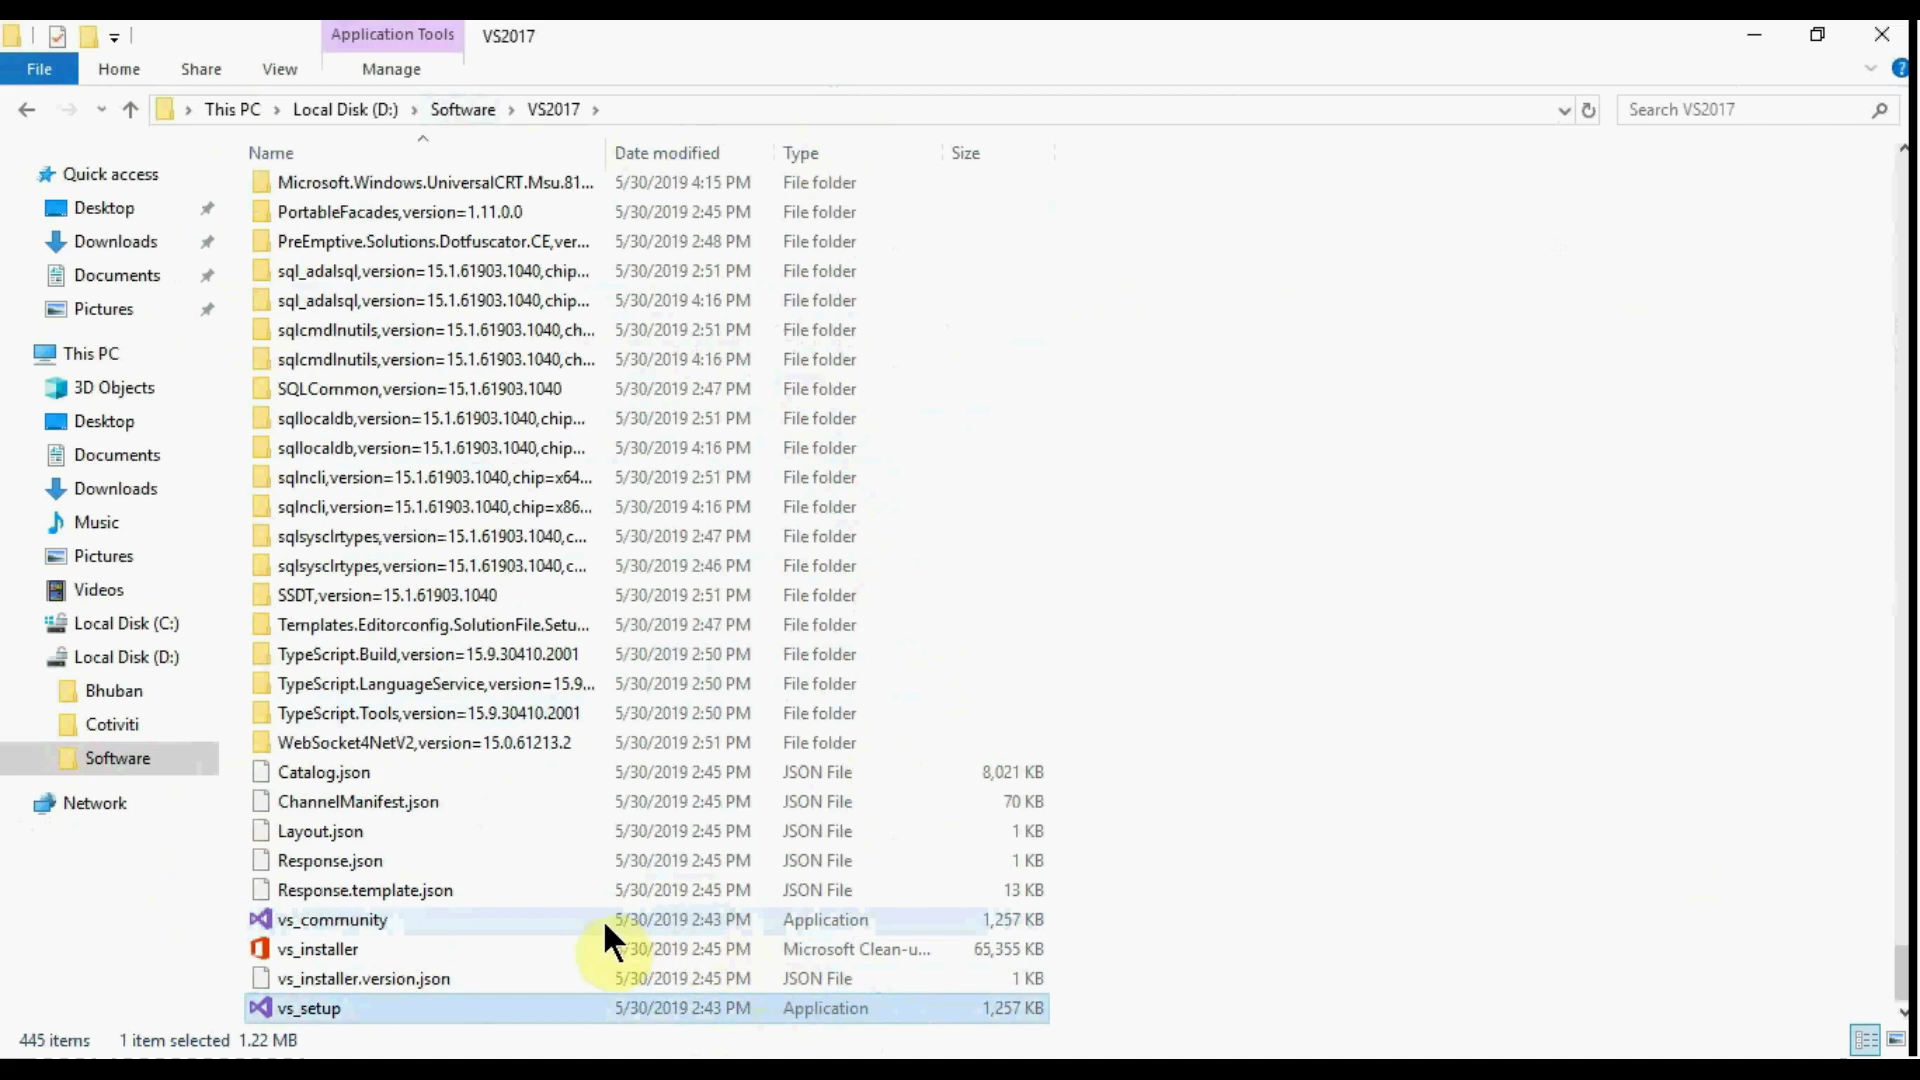 Application Tools VS2017
File Home Share View Manage
This PC Local Disk (D:) Software VS2017 Search VS2017
Name Date modified Type Size
Quick access
Desktop
Downloads
Documents
Pictures
This PC
3D Objects
Desktop
Documents
Downloads
Music
Pictures
Videos
Local Disk (C:)
Local Disk (D:)
Bhuban
Cotiviti
Software
Network
Microsoft.Windows.UniversalCRT.Msu.81... 5/30/2019 4:15 PM File folder
PortableFacades,version=1.11.0.0 5/30/2019 2:45 PM File folder
PreEmptive.Solutions.Dotfuscator.CE,ver... 5/30/2019 2:48 PM File folder
sql_adalsql,version=15.1.61903.1040,chip... 5/30/2019 2:51 PM File folder
sql_adalsql,version=15.1.61903.1040,chip... 5/30/2019 4:16 PM File folder
sqlcmdlnutils,version=15.1.61903.1040,ch... 5/30/2019 2:51 PM File folder
sqlcmdlnutils,version=15.1.61903.1040,ch... 5/30/2019 4:16 PM File folder
SQLCommon,version=15.1.61903.1040 5/30/2019 2:47 PM File folder
sqllocaldb,version=15.1.61903.1040,chip... 5/30/2019 2:51 PM File folder
sqllocaldb,version=15.1.61903.1040,chip... 5/30/2019 4:16 PM File folder
sqlncli,version=15.1.61903.1040,chip=x64... 5/30/2019 2:51 PM File folder
sqlncli,version=15.1.61903.1040,chip=x86... 5/30/2019 4:16 PM File folder
sqlsysclrtypes,version=15.1.61903.1040,c... 5/30/2019 2:47 PM File folder
sqlsysclrtypes,version=15.1.61903.1040,c... 5/30/2019 2:46 PM File folder
SSDT,version=15.1.61903.1040 5/30/2019 2:51 PM File folder
Templates.Editorconfig.SolutionFile.Setu... 5/30/2019 2:47 PM File folder
TypeScript.Build,version=15.9.30410.2001 5/30/2019 2:50 PM File folder
TypeScript.LanguageService,version=15.9... 5/30/2019 2:50 PM File folder
TypeScript.Tools,version=15.9.30410.2001 5/30/2019 2:50 PM File folder
WebSocket4NetV2,version=15.0.61213.2 5/30/2019 2:51 PM File folder
Catalog.json 5/30/2019 2:45 PM JSON File 8,021 KB
ChannelManifest.json 5/30/2019 2:45 PM JSON File 70 KB
Layout.json 5/30/2019 2:45 PM JSON File 1 KB
Response.json 5/30/2019 2:45 PM JSON File 1 KB
Response.template.json 5/30/2019 2:45 PM JSON File 13 KB
vs_community 5/30/2019 2:43 PM Application 1,257 KB
vs_installer /30/2019 2:45 PM Microsoft Clean-u... 65,355 KB
vs_installer.version.json 5/30/2019 2:45 PM JSON File 1 KB
vs_setup 5/30/2019 2:43 PM Application 1,257 KB
445 items 1 item selected 1.22 MB